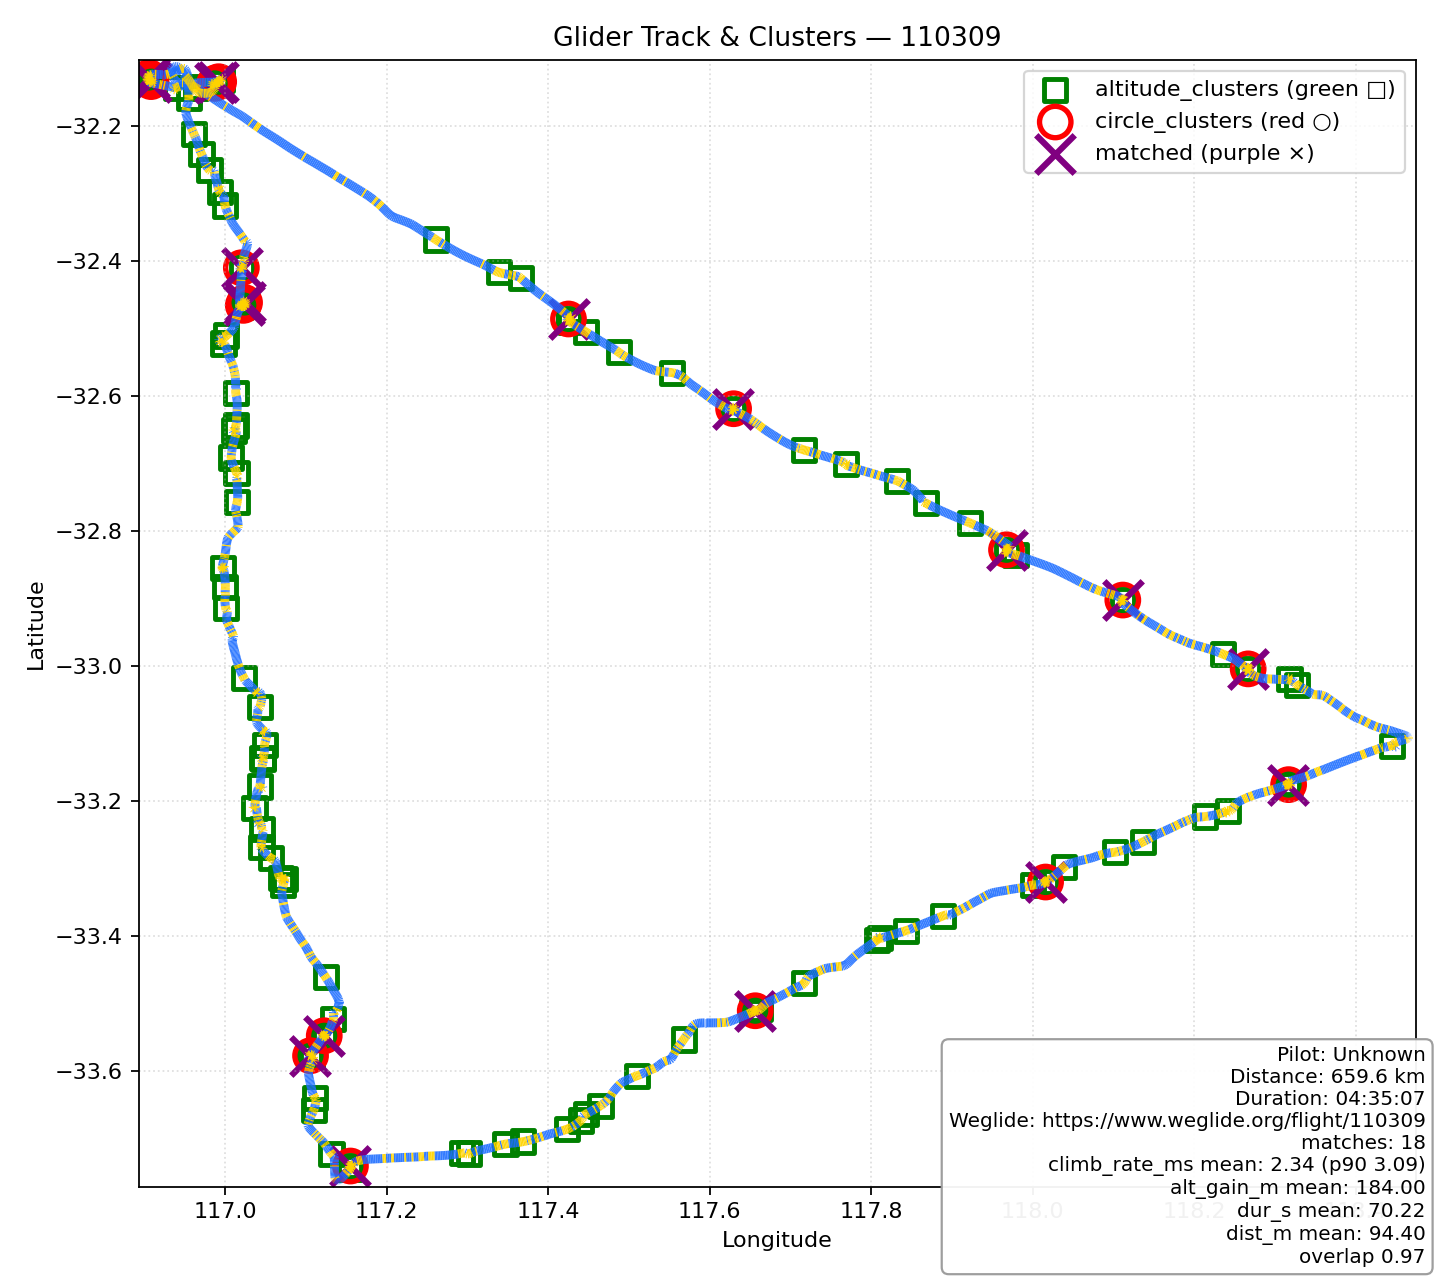 Glider Track & Clusters — 110309
altitude_clusters (green □)
circle_clusters (red ○)
matched (purple ×)
Latitude
−32.2
−32.4
−32.6
−32.8
−33.0
−33.2
−33.4
−33.6
117.0 117.2 117.4 117.6 117.8 118.0 118.2
Longitude
Pilot: Unknown
Distance: 659.6 km
Duration: 04:35:07
Weglide: https://www.weglide.org/flight/110309
matches: 18
climb_rate_ms mean: 2.34 (p90 3.09)
alt_gain_m mean: 184.00
dur_s mean: 70.22
dist_m mean: 94.40
overlap 0.97